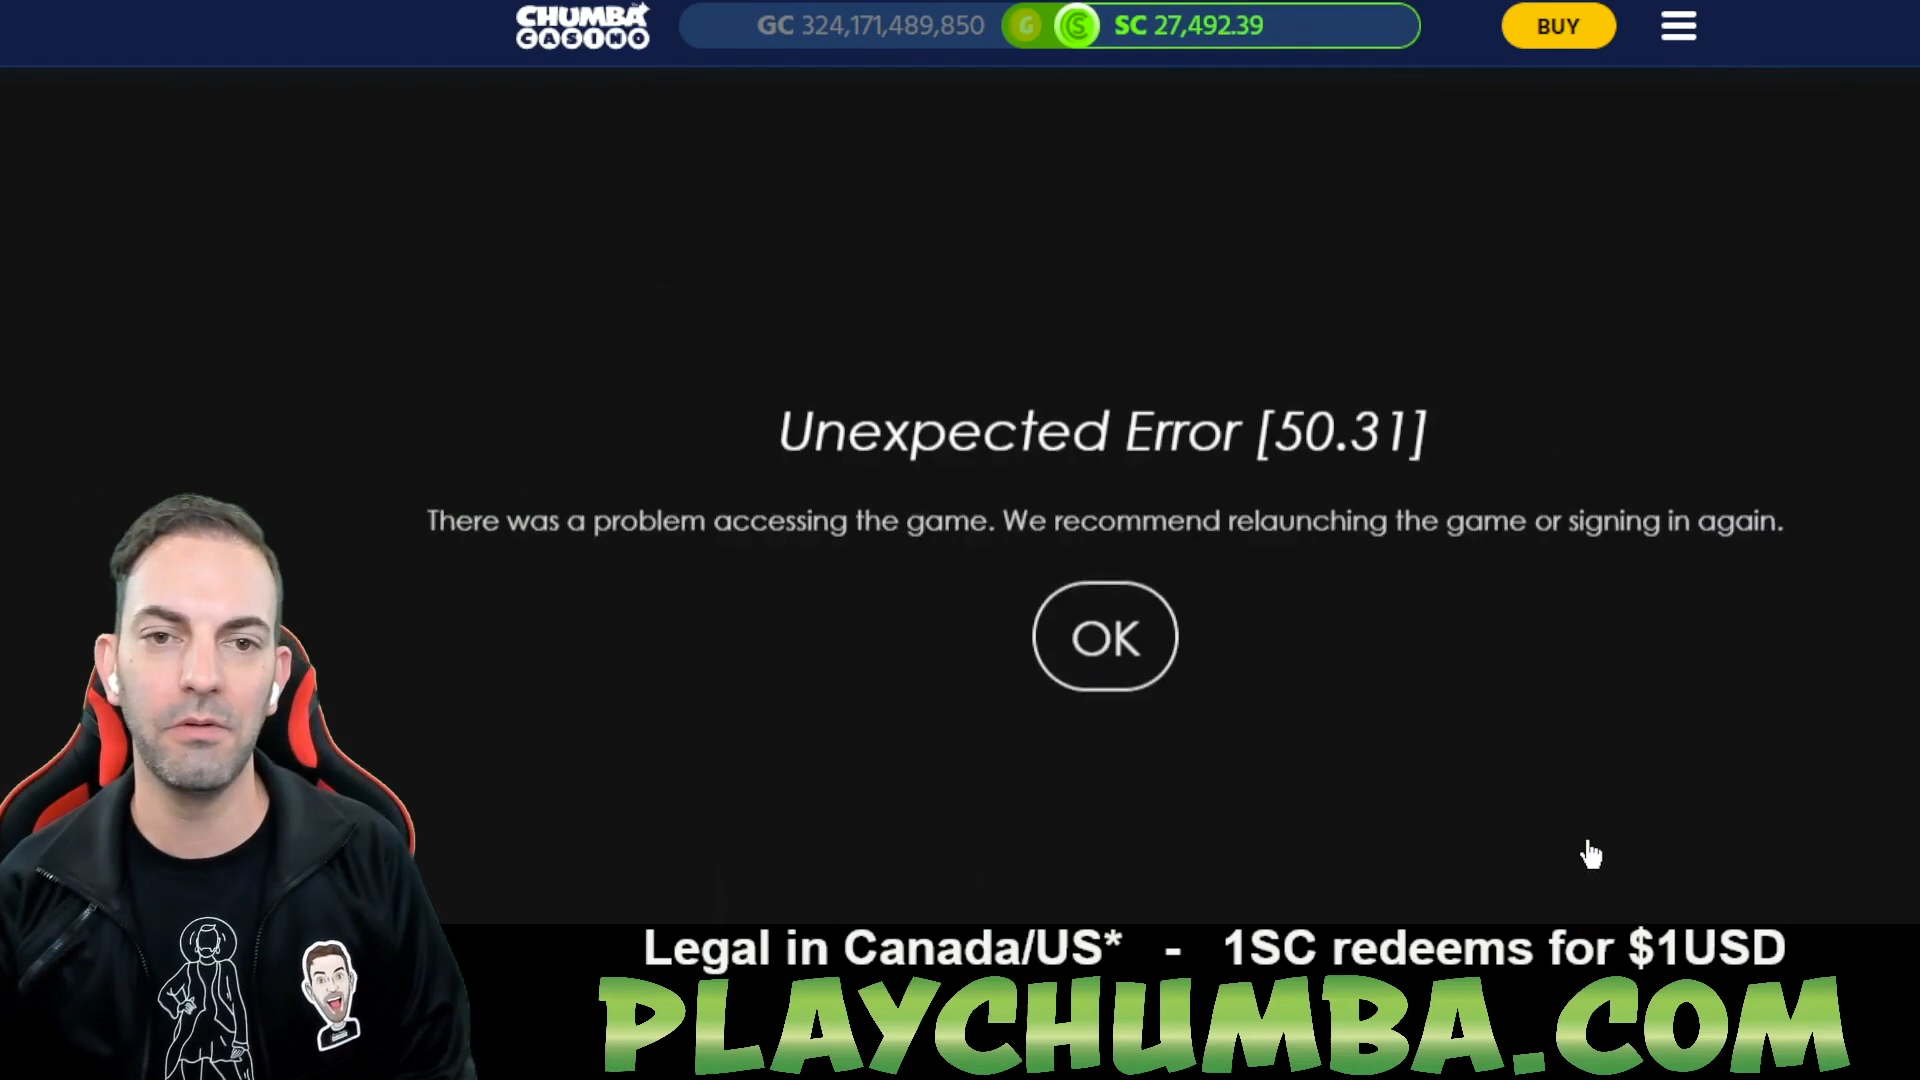 CHUMBA CASINO
GC 324,171,489,850
G
S
SC 27,492.39
BUY
Unexpected Error [50.31]
There was a problem accessing the game. We recommend relaunching the game or signing in again.
OK
Legal in Canada/US* - 1SC redeems for $1USD
PLAYCHUMBA.COM